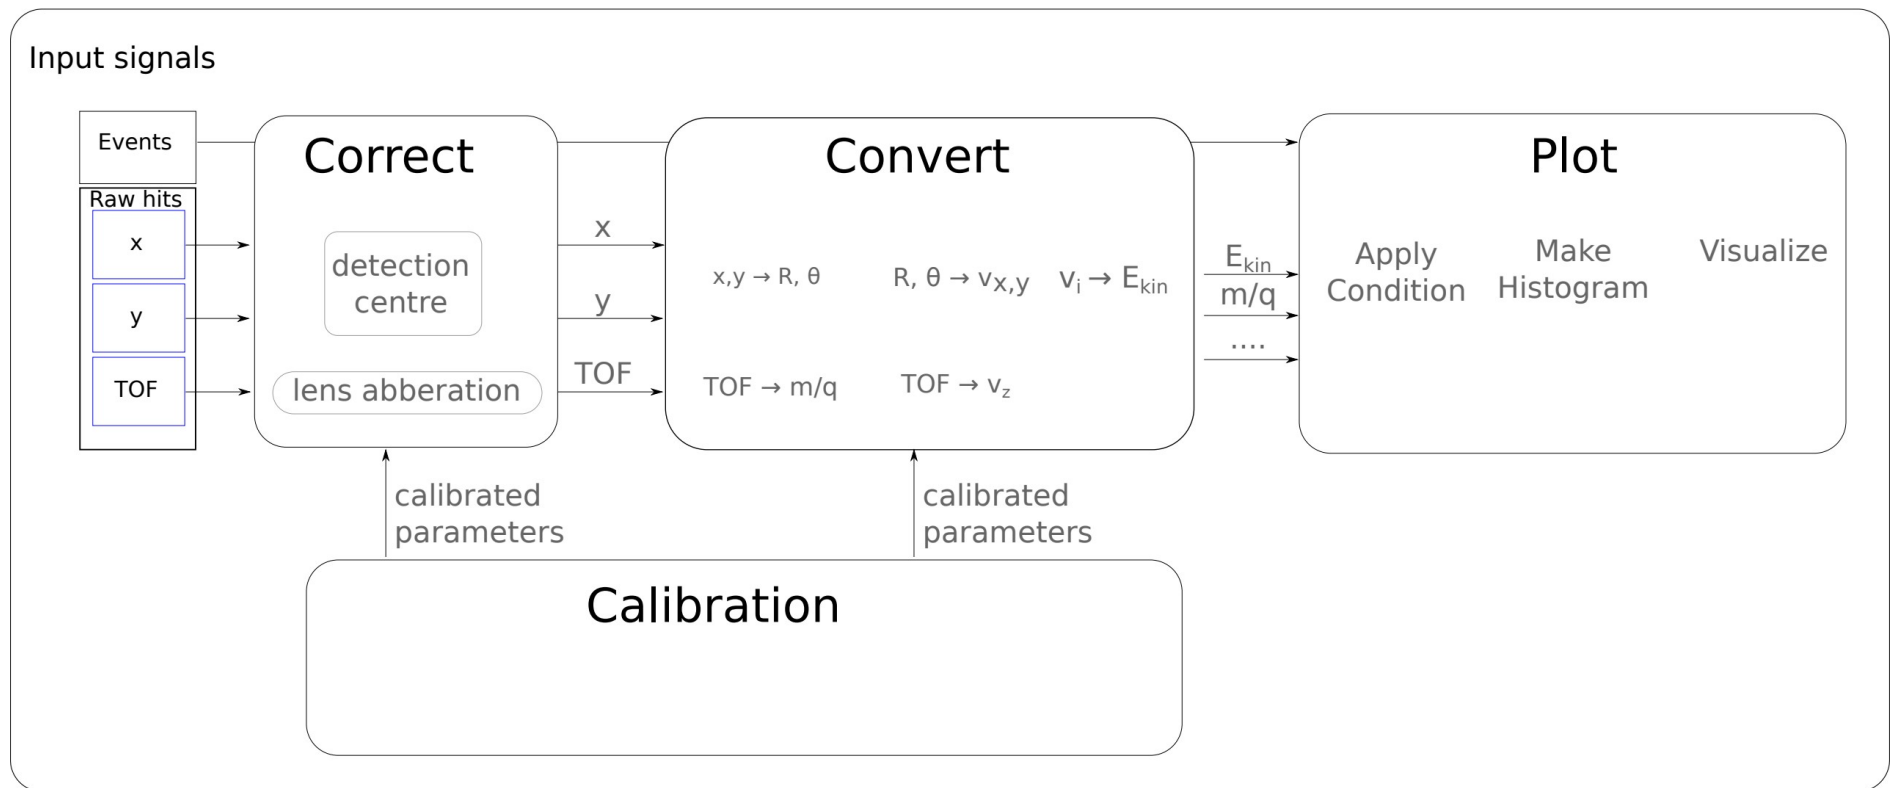 Input signals
Events
Raw hits
x
y
TOF
Correct
detection
centre
lens abberation
x
y
TOF
Convert
x,y → R, θ
R, θ → vx,y
vi → Ekin
TOF → m/q
TOF → vz
Ekin
m/q
....
Plot
Apply
Condition
Make
Histogram
Visualize
calibrated
parameters
calibrated
parameters
Calibration